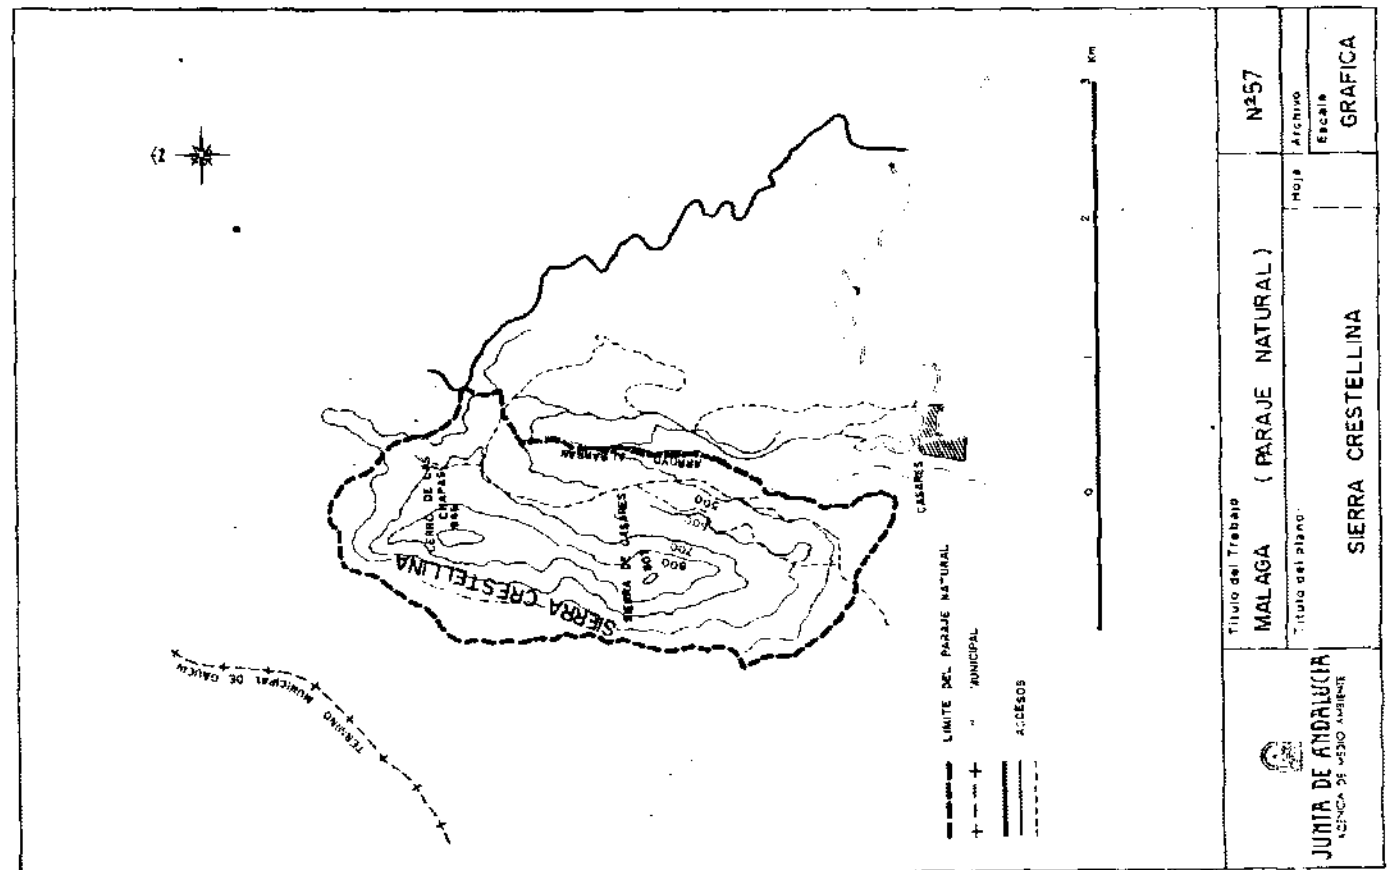 TERMINO MUNICIPAL DE GAUCIN
SIERRA CRESTELLINA
CERRO DE LAS
CHAPAS
SIERRA DE CASARES
ARROYO ALBARRAN
800
700
600
500
CASARES
LIMITE DEL PARAJE NATURAL
" MUNICIPAL
ACCESOS
0 1 2 3 Km
JUNTA DE ANDALUCIA
AGENCIA DE MEDIO AMBIENTE
Titulo del Trabajo
MALAGA (PARAJE NATURAL)
Nº57
Titulo del plano:
SIERRA CRESTELLINA
Hoja
Archivo
Escala
GRAFICA